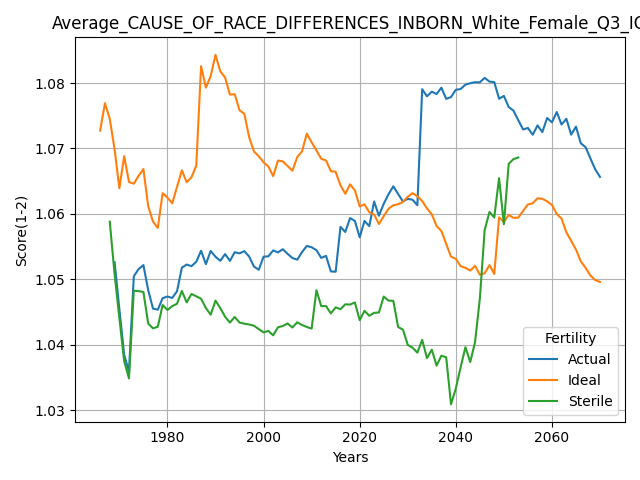 Average_CAUSE_OF_RACE_DIFFERENCES_INBORN_White_Female_Q3_IQ
1.08
1.07
1.06
1.05
1.04
1.03
Score(1-2)
1980
2000
2020
2040
2060
Years
Fertility
Actual
Ideal
Sterile